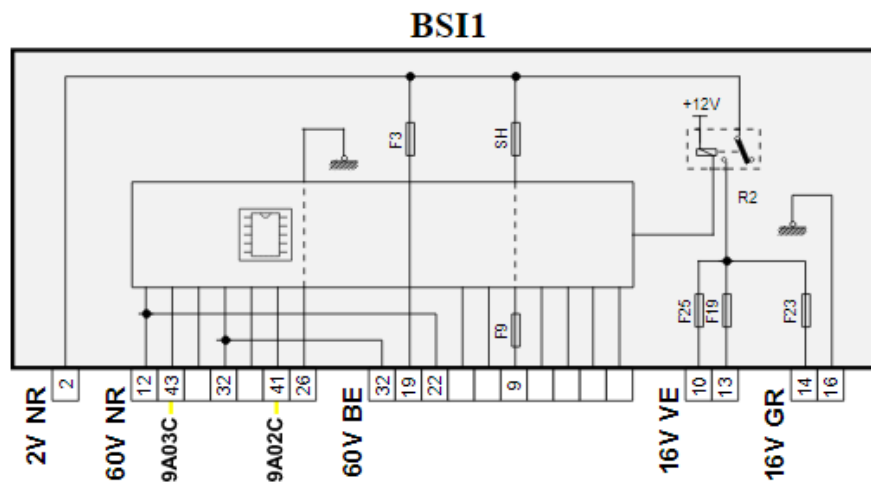 BSI1
+12V
F3
SH
R2
F25
F19
F23
F9
2
12
43
32
41
26
32
19
22
9
10
13
14
16
2V NR
60V NR
9A03C
9A02C
60V BE
16V VE
16V GR